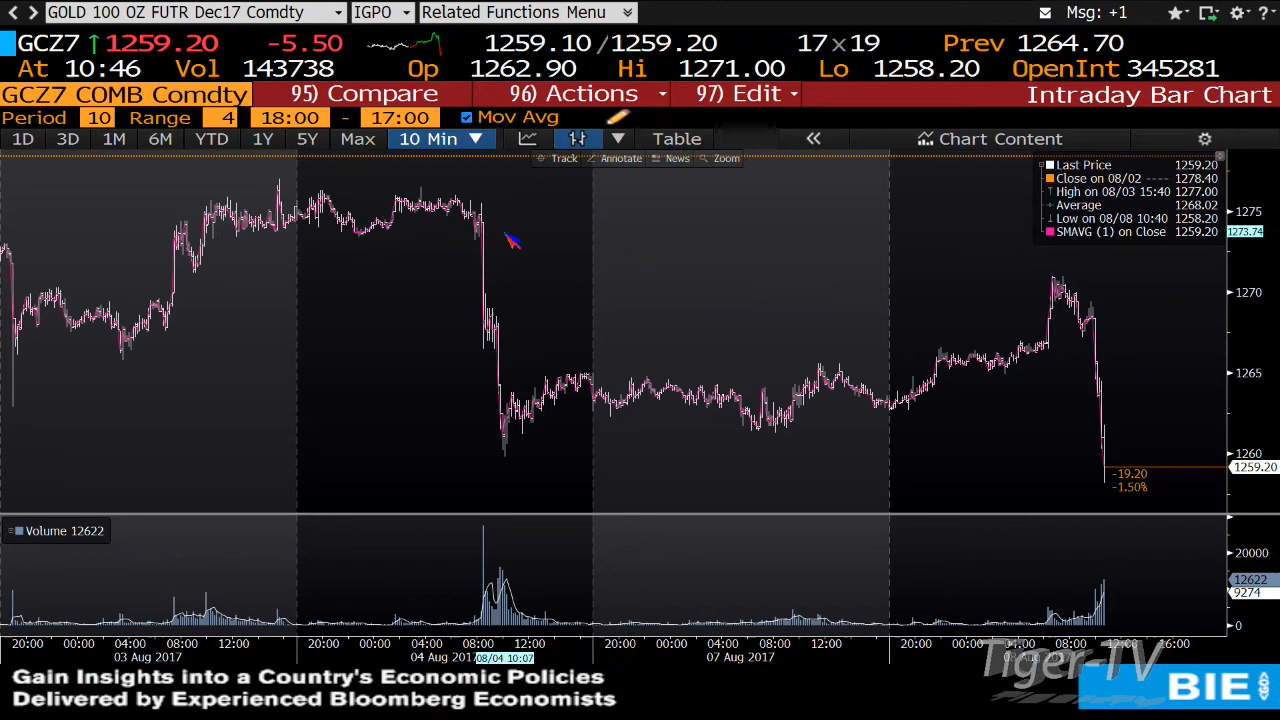 GOLD 100 OZ FUTR Dec17 Comdty IGPO Related Functions Menu Msg: +1
GCZ7 ↑1259.20 -5.50 1259.10/1259.20 17x19 Prev 1264.70
At 10:46 Vol 143738 Op 1262.90 Hi 1271.00 Lo 1258.20 OpenInt 345281
GCZ7 COMB Comdty 95) Compare 96) Actions 97) Edit Intraday Bar Chart
Period 10 Range 4 18:00 - 17:00 Mov Avg
1D 3D 1M 6M YTD 1Y 5Y Max 10 Min Table « Chart Content
Track Annotate News Zoom
Last Price 1259.20
Close on 08/02 ---- 1278.40
High on 08/03 15:40 1277.00
Average 1268.02
Low on 08/08 10:40 1258.20
SMAVG (1) on Close 1259.20
1275
1273.74
1270
1265
1260
1259.20
-19.20
-1.50%
Volume 12622
20000
12622
9274
0
20:00 00:00 04:00 08:00 12:00 20:00 00:00 04:00 08:00 12:00 20:00 00:00 04:00 08:00 12:00 20:00 00:00 04:00 08:00 12:00 16:00
03 Aug 2017 04 Aug 2017 08/04 10:07 07 Aug 2017
Tiger-TV
Gain Insights into a Country's Economic Policies
Delivered by Experienced Bloomberg Economists
BIE